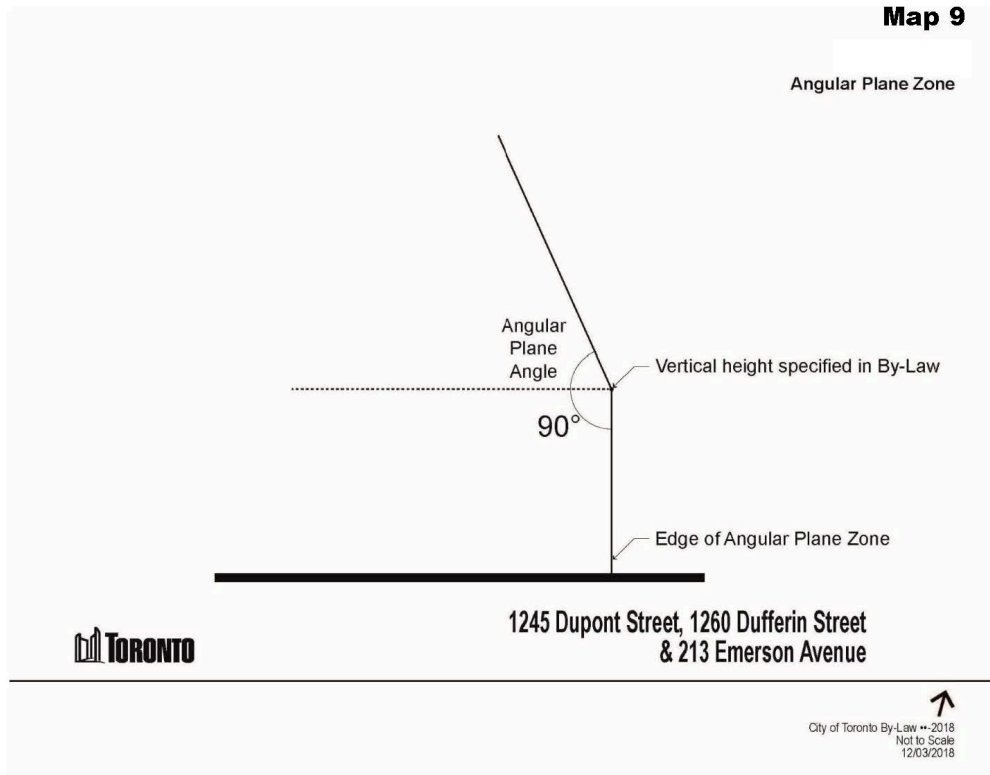 Map 9
Angular Plane Zone
Angular
Plane
Angle
Vertical height specified in By-Law
90°
Edge of Angular Plane Zone
1245 Dupont Street, 1260 Dufferin Street
& 213 Emerson Avenue
TORONTO
City of Toronto By-Law ••-2018
Not to Scale
12/03/2018